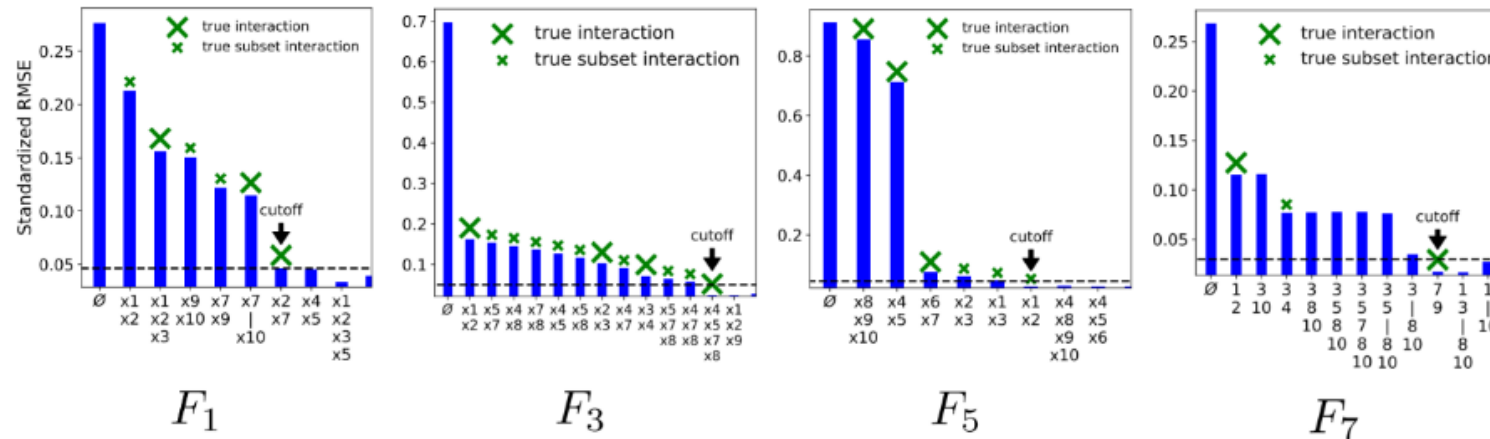 Standardized RMSE
0.25
0.20
0.15
0.10
0.05
true interaction
true subset interaction
cutoff
Ø
x1 x2
x1 x2 x3
x9 x10
x7 x9
x7 | x10
x2 x7
x4 x5
x1 x2 x3 x5
F1
0.7
0.6
0.5
0.4
0.3
0.2
0.1
true interaction
true subset interaction
cutoff
Ø
x1 x2
x5 x7
x4 x8
x7 x8
x4 x5
x5 x8
x2 x3
x4 x7
x3 x4
x5 x7 x8
x4 x7 x8
x4 x5 x7 x8
x1 x2 x9
F3
0.8
0.6
0.4
0.2
true interaction
true subset interaction
cutoff
Ø
x8 x9 x10
x4 x5
x6 x7
x2 x3
x1 x3
x1 x2
x4 x8 x9 x10
x4 x5 x6
F5
0.25
0.20
0.15
0.10
0.05
true interaction
true subset interaction
cutoff
Ø
1 2
3 10
3 4
3 8 10
3 5 8 10
3 5 7 8 10
3 5 | 8 10
3 | 8 10
7 9
1 3 | 8 10
1 | 10
F7